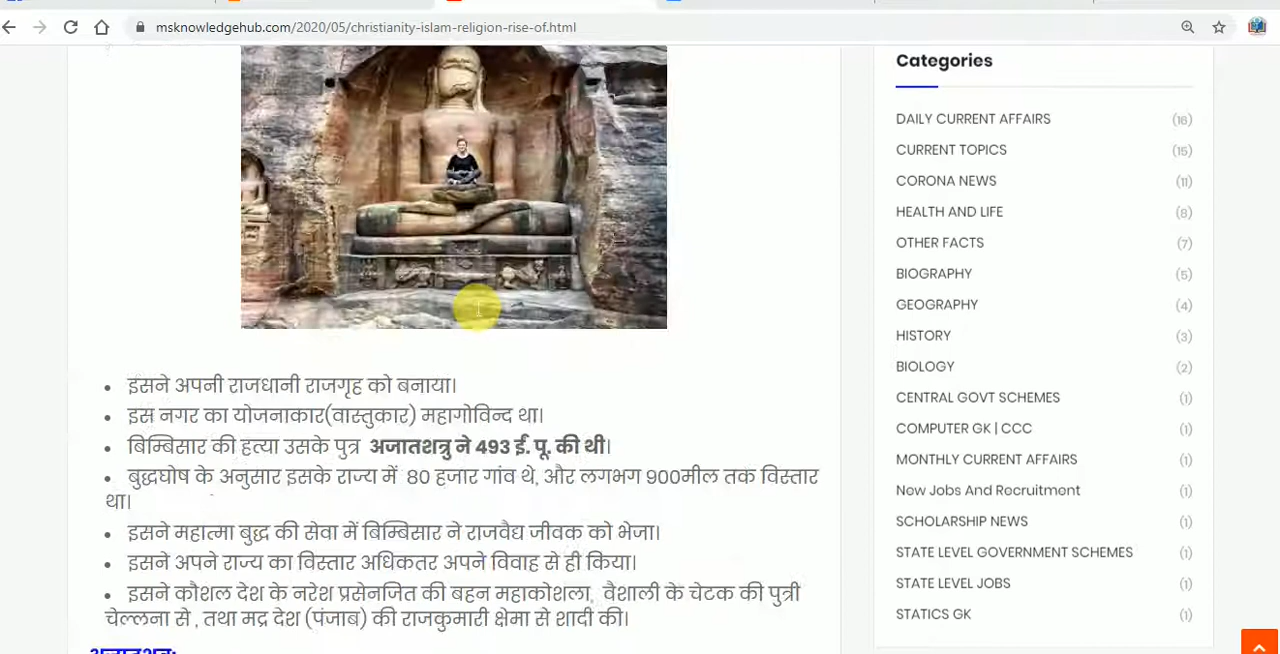 msknowledgehub.com/2020/05/christianity-islam-religion-rise-of.html
इसने अपनी राजधानी राजगृह को बनाया।
इस नगर का योजनाकार(वास्तुकार) महागोविन्द था।
बिम्बिसार की हत्या उसके पुत्र अजातशत्रु ने 493 ई. पू. की थी।
बुद्धघोष के अनुसार इसके राज्य में 80 हजार गांव थे, और लगभग 900मील तक विस्तार
था।
इसने महात्मा बुद्ध की सेवा में बिम्बिसार ने राजवैद्य जीवक को भेजा।
इसने अपने राज्य का विस्तार अधिकतर अपने विवाह से ही किया।
इसने कौशल देश के नरेश प्रसेनजित की बहन महाकोशला, वैशाली के चेटक की पुत्री
चेल्लना से , तथा मद्र देश (पंजाब) की राजकुमारी क्षेमा से शादी की।
Categories
DAILY CURRENT AFFAIRS (16)
CURRENT TOPICS (15)
CORONA NEWS (11)
HEALTH AND LIFE (8)
OTHER FACTS (7)
BIOGRAPHY (5)
GEOGRAPHY (4)
HISTORY (3)
BIOLOGY (2)
CENTRAL GOVT SCHEMES (1)
COMPUTER GK | CCC (1)
MONTHLY CURRENT AFFAIRS (1)
New Jobs And Recruitment (1)
SCHOLARSHIP NEWS (1)
STATE LEVEL GOVERNMENT SCHEMES (1)
STATE LEVEL JOBS (1)
STATICS GK (1)